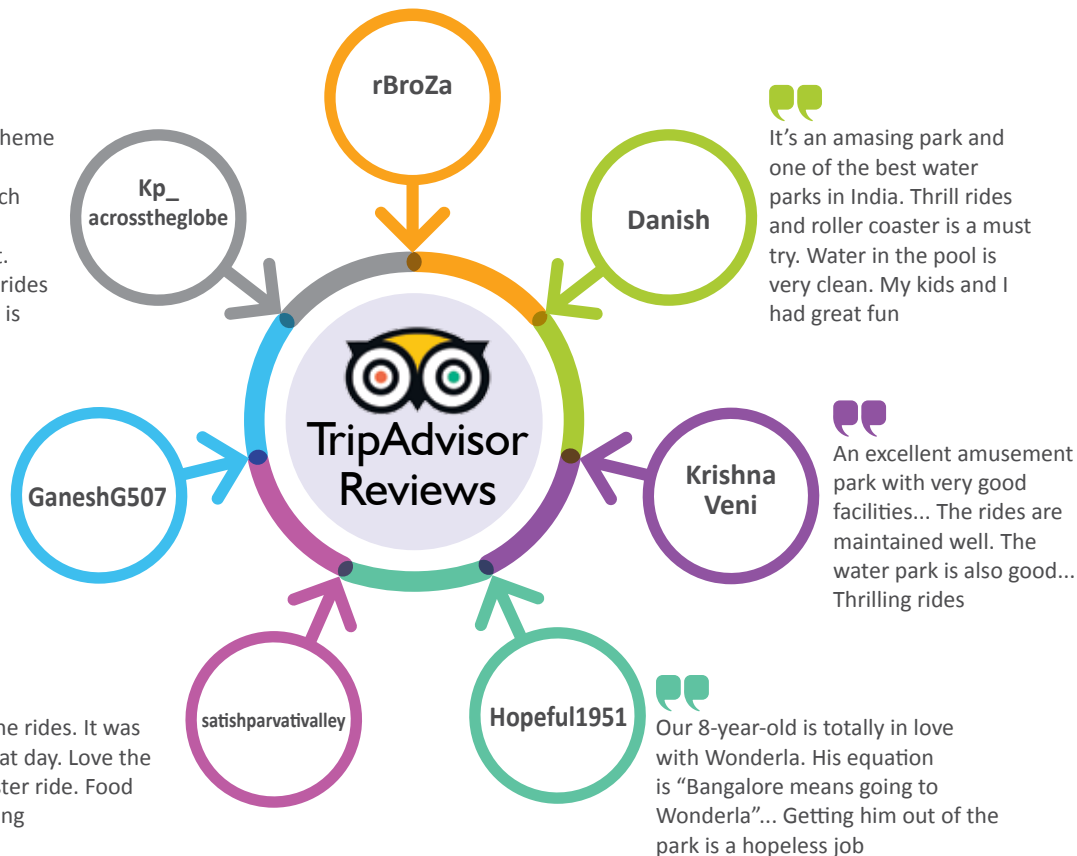 rBroZa
heme
ch
t.
rides
is
Kp_
acrosstheglobe
Danish
It’s an amasing park and
one of the best water
parks in India. Thrill rides
and roller coaster is a must
try. Water in the pool is
very clean. My kids and I
had great fun
TripAdvisor
Reviews
GaneshG507
Krishna
Veni
An excellent amusement
park with very good
facilities... The rides are
maintained well. The
water park is also good...
Thrilling rides
ne rides. It was
at day. Love the
ster ride. Food
ng
satishparvativalley
Hopeful1951
Our 8-year-old is totally in love
with Wonderla. His equation
is “Bangalore means going to
Wonderla”... Getting him out of the
park is a hopeless job